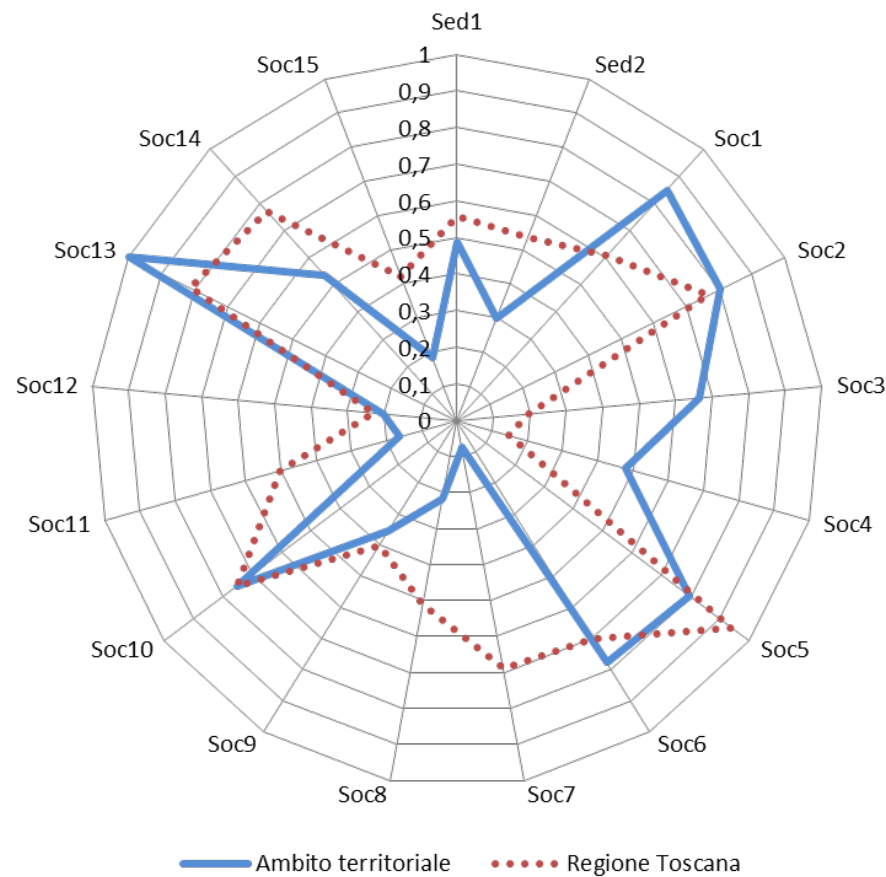 Sed1
Sed2
Soc1
Soc2
Soc3
Soc4
Soc5
Soc6
Soc7
Soc8
Soc9
Soc10
Soc11
Soc12
Soc13
Soc14
Soc15
1
0,9
0,8
0,7
0,6
0,5
0,4
0,3
0,2
0,1
0
Ambito territoriale
Regione Toscana